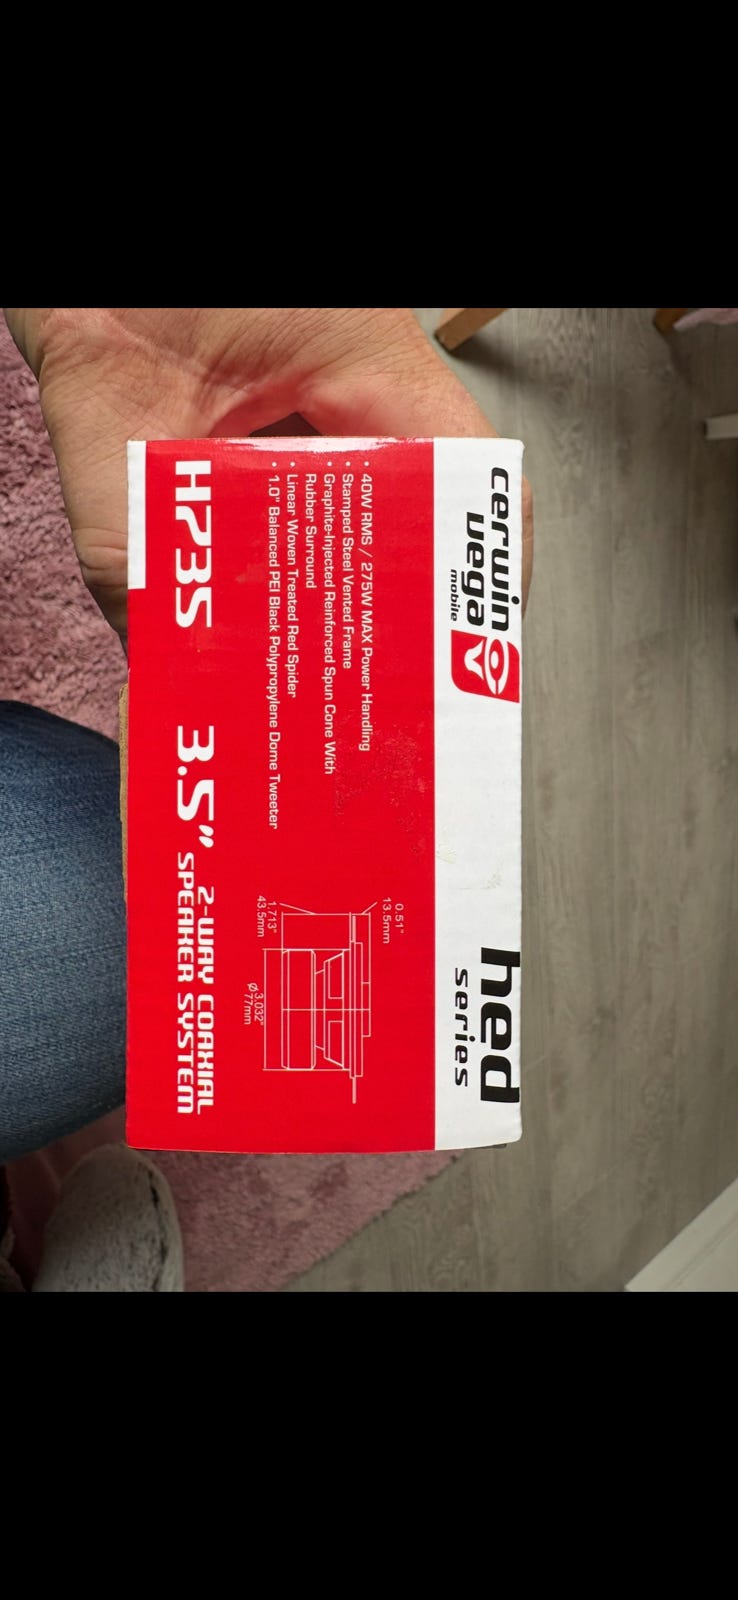 cerwin
vega
mobile
hed
series
• 40W RMS / 275W MAX Power Handling
• Stamped Steel Vented Frame
• Graphite-Injected Reinforced Spun Cone With
Rubber Surround
• Linear Woven Treated Red Spider
• 1.0" Balanced PEI Black Polypropylene Dome Tweeter
0.51"
13.5mm
1.713"
43.5mm
3.032"
Ø77mm
H735
3.5" 2-WAY COAXIAL
SPEAKER SYSTEM